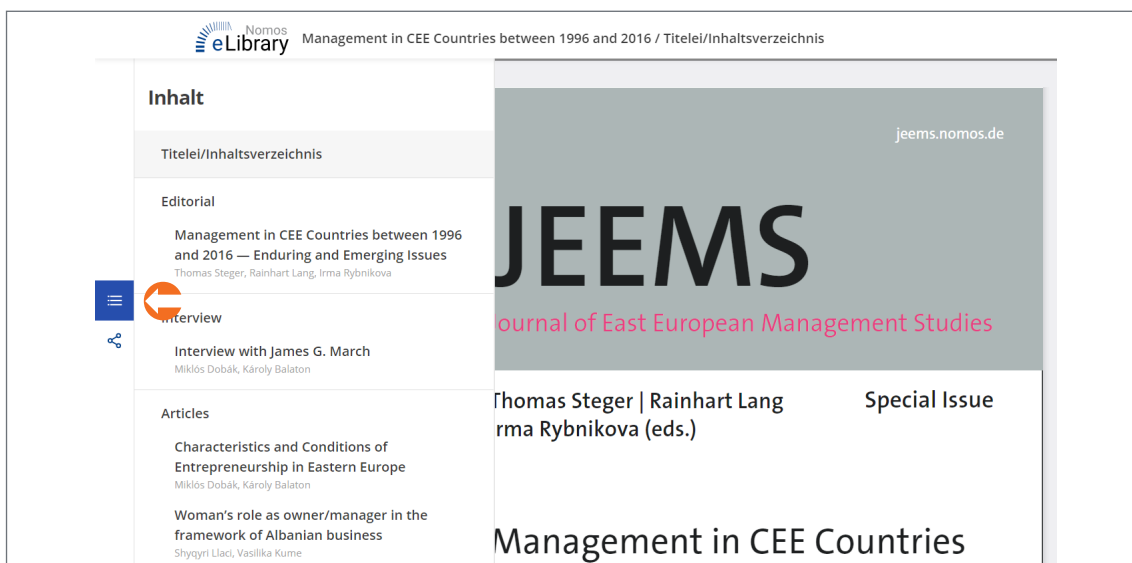 Nomos
eLibrary
Management in CEE Countries between 1996 and 2016 / Titelei/Inhaltsverzeichnis
Inhalt
Titelei/Inhaltsverzeichnis
Editorial
Management in CEE Countries between 1996
and 2016 — Enduring and Emerging Issues
Thomas Steger, Rainhart Lang, Irma Rybnikova
Interview
Interview with James G. March
Miklós Dobák, Károly Balaton
Articles
Characteristics and Conditions of
Entrepreneurship in Eastern Europe
Miklós Dobák, Károly Balaton
Woman's role as owner/manager in the
framework of Albanian business
Shyqyri Llaci, Vasilika Kume
jeems.nomos.de
JEEMS
ournal of East European Management Studies
Thomas Steger | Rainhart Lang
rma Rybnikova (eds.)
Special Issue
Management in CEE Countries